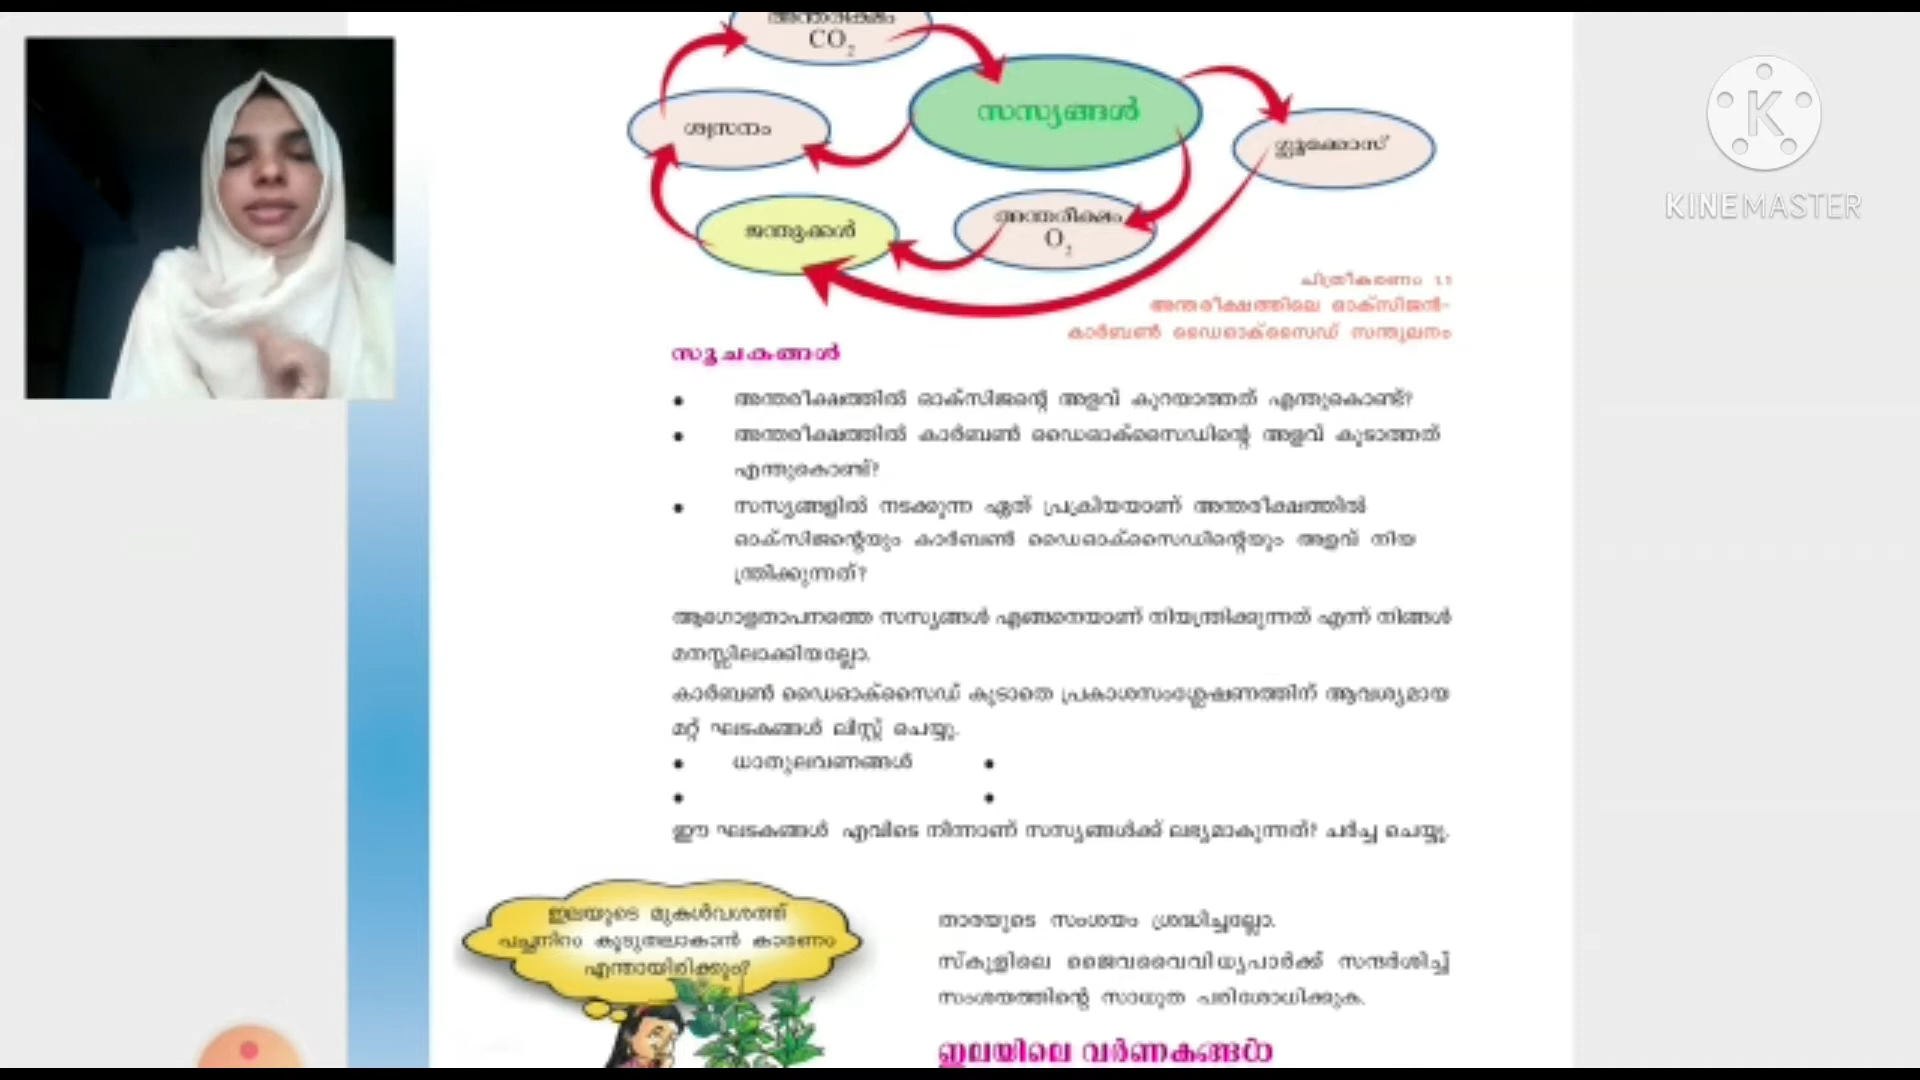 അന്തരീക്ഷം
CO2
സസ്യങ്ങൾ
ശ്വസനം
ഗ്ലൂക്കോസ്
ജന്തുക്കൾ
അന്തരീക്ഷം
O2
KINEMASTER
ചിത്രീകരണം 1.1
അന്തരീക്ഷത്തിലെ ഓക്സിജൻ-
കാർബൺ ഡൈഓക്സൈഡ് സന്തുലനം
സൂചകങ്ങൾ
• അന്തരീക്ഷത്തിൽ ഓക്സിജന്റെ അളവ് കുറയാത്തത് എന്തുകൊണ്ട്?
• അന്തരീക്ഷത്തിൽ കാർബൺ ഡൈഓക്സൈഡിന്റെ അളവ് കൂടാത്തത്
എന്തുകൊണ്ട്?
• സസ്യങ്ങളിൽ നടക്കുന്ന ഏത് പ്രക്രിയയാണ് അന്തരീക്ഷത്തിൽ
ഓക്സിജന്റെയും കാർബൺ ഡൈഓക്സൈഡിന്റെയും അളവ് നിയ
ന്ത്രിക്കുന്നത്?
ആഗോളതാപനത്തെ സസ്യങ്ങൾ എങ്ങനെയാണ് നിയന്ത്രിക്കുന്നത് എന്ന് നിങ്ങൾ
മനസ്സിലാക്കിയല്ലോ.
കാർബൺ ഡൈഓക്സൈഡ് കൂടാതെ പ്രകാശസംശ്ലേഷണത്തിന് ആവശ്യമായ
മറ്റ് ഘടകങ്ങൾ ലിസ്റ്റ് ചെയ്യൂ.
• ധാതുലവണങ്ങൾ •
• •
ഈ ഘടകങ്ങൾ എവിടെ നിന്നാണ് സസ്യങ്ങൾക്ക് ലഭ്യമാകുന്നത്? ചർച്ച ചെയ്യൂ.
ഇലയുടെ മുകൾവശത്ത്
പച്ചനിറം കൂടുതലാകാൻ കാരണം
എന്തായിരിക്കും?
താരയുടെ സംശയം ശ്രദ്ധിച്ചല്ലോ.
സ്കൂളിലെ ജൈവവൈവിധ്യപാർക്ക് സന്ദർശിച്ച്
സംശയത്തിന്റെ സാധുത പരിശോധിക്കുക.
ഇലയിലെ വർണകങ്ങൾ